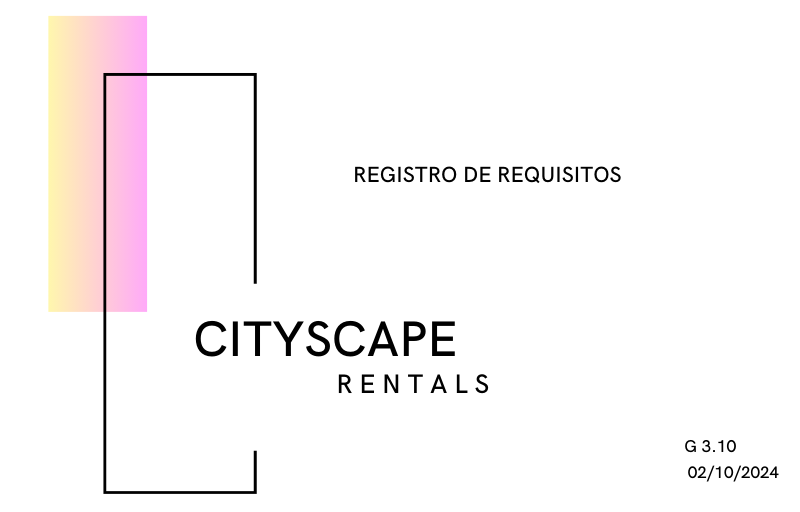 REGISTRO DE REQUISITOS
CITYSCAPE
RENTALS
G 3.10
02/10/2024